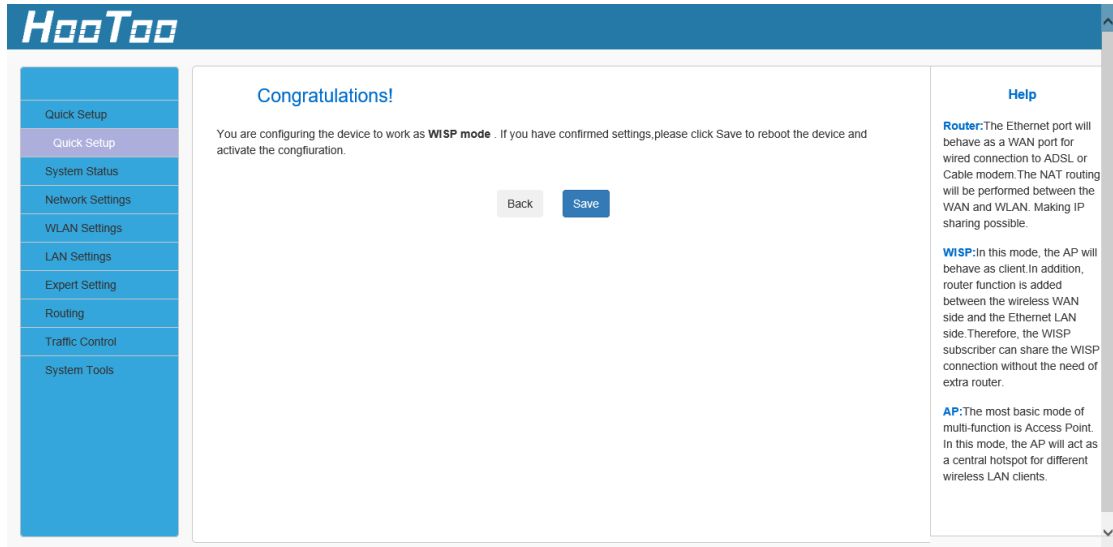 HooToo
Quick Setup
Quick Setup
System Status
Network Settings
WLAN Settings
LAN Settings
Expert Setting
Routing
Traffic Control
System Tools
Congratulations!
You are configuring the device to work as WISP mode . If you have confirmed settings,please click Save to reboot the device and
activate the congfiuration.
Back
Save
Help
Router:The Ethernet port will
behave as a WAN port for
wired connection to ADSL or
Cable modem.The NAT routing
will be performed between the
WAN and WLAN. Making IP
sharing possible.
WISP:In this mode, the AP will
behave as client.In addition,
router function is added
between the wireless WAN
side and the Ethernet LAN
side.Therefore, the WISP
subscriber can share the WISP
connection without the need of
extra router.
AP:The most basic mode of
multi-function is Access Point.
In this mode, the AP will act as
a central hotspot for different
wireless LAN clients.